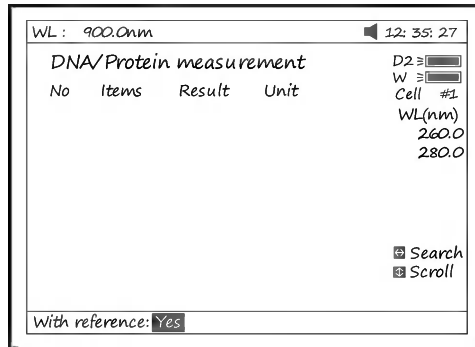 WL: 900.0nm 12:35:27
DNA/Protein measurement
No Items Result Unit
D2
W
Cell #1
WL(nm)
260.0
280.0
Search
Scroll
With reference: Yes